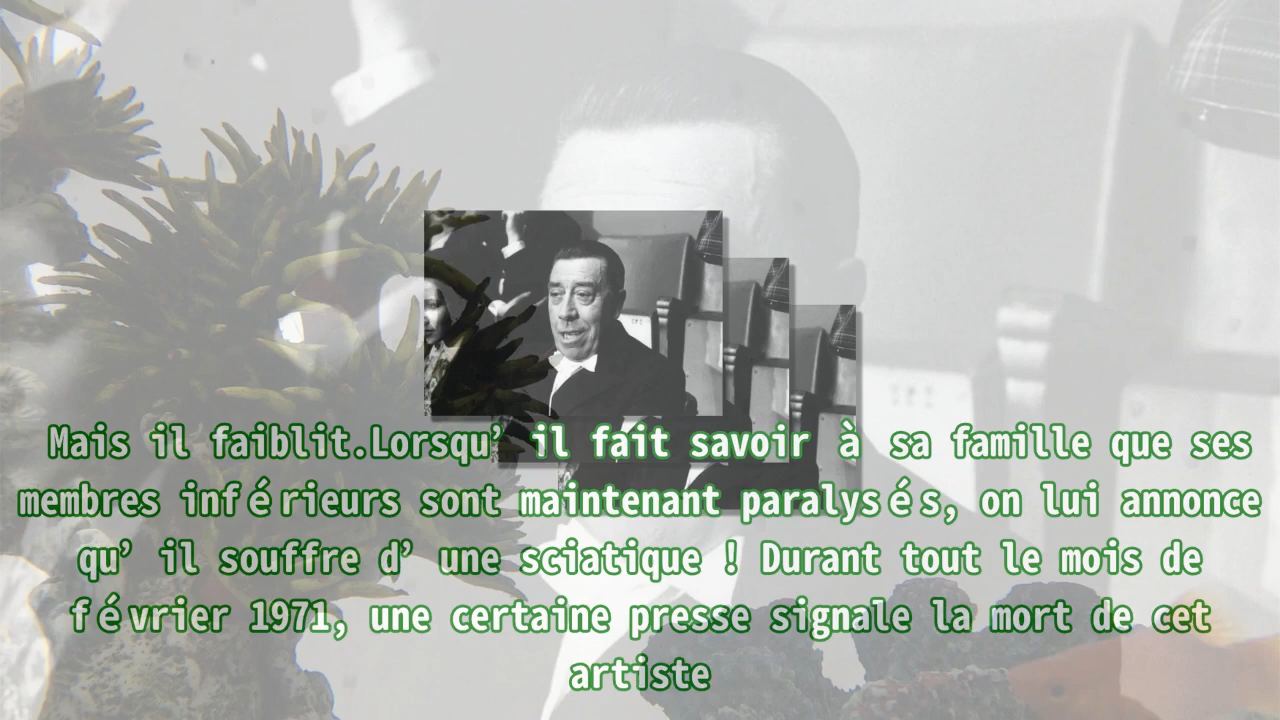 Mais il faiblit.Lorsqu’ il fait savoir à sa famille que ses
membres inférieurs sont maintenant paralysés, on lui annonce
qu’ il souffre d’ une sciatique ! Durant tout le mois de
février 1971, une certaine presse signale la mort de cet
artiste